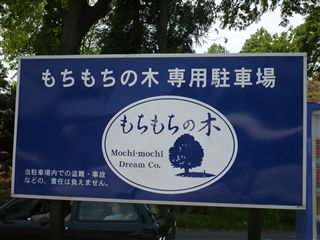 もちもちの木 専用駐車場
もちもちの木
Mochi-mochi
Dream Co.
当駐車場内での盗難・事故
などの、責任は負えません。